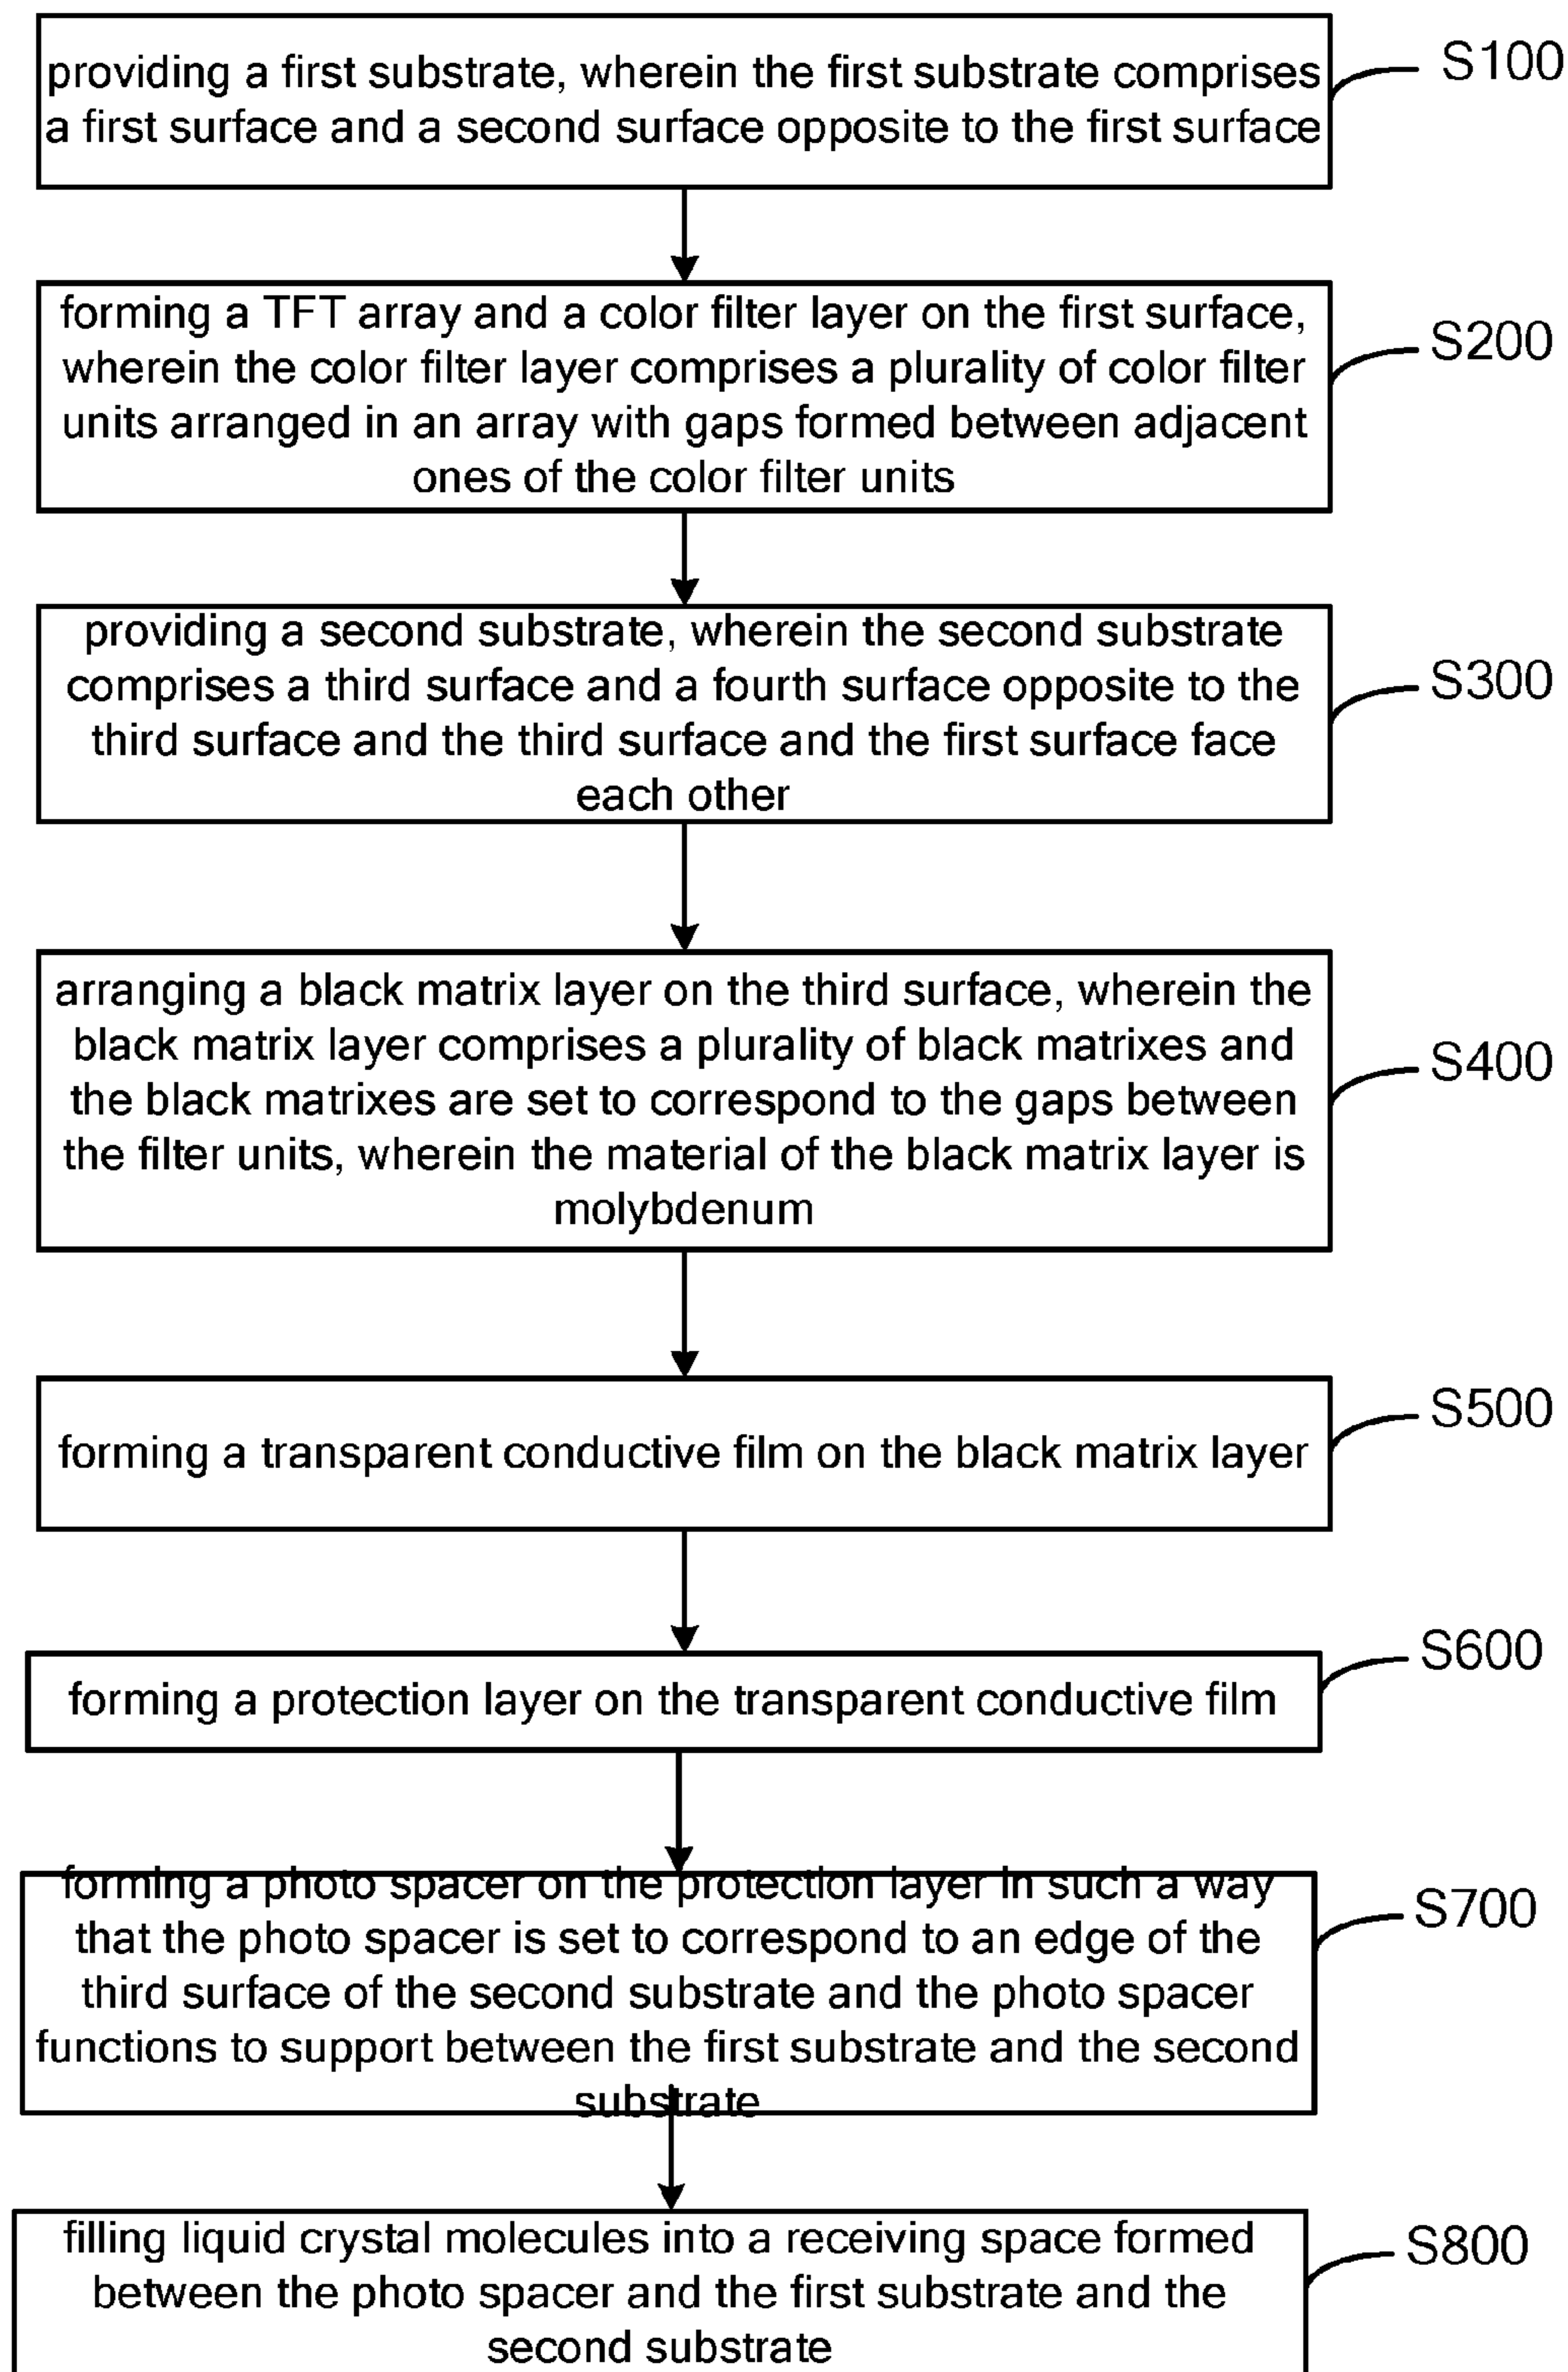 providing a first substrate, wherein the first substrate comprises
a first surface and a second surface opposite to the first surface
S100
forming a TFT array and a color filter layer on the first surface,
wherein the color filter layer comprises a plurality of color filter
units arranged in an array with gaps formed between adjacent
ones of the color filter units
S200
providing a second substrate, wherein the second substrate
comprises a third surface and a fourth surface opposite to the
third surface and the third surface and the first surface face
each other
S300
arranging a black matrix layer on the third surface, wherein the
black matrix layer comprises a plurality of black matrixes and
the black matrixes are set to correspond to the gaps between
the filter units, wherein the material of the black matrix layer is
molybdenum
S400
forming a transparent conductive film on the black matrix layer
S500
forming a protection layer on the transparent conductive film
S600
forming a photo spacer on the protection layer in such a way
that the photo spacer is set to correspond to an edge of the
third surface of the second substrate and the photo spacer
functions to support between the first substrate and the second
substrate
S700
filling liquid crystal molecules into a receiving space formed
between the photo spacer and the first substrate and the
second substrate
S800